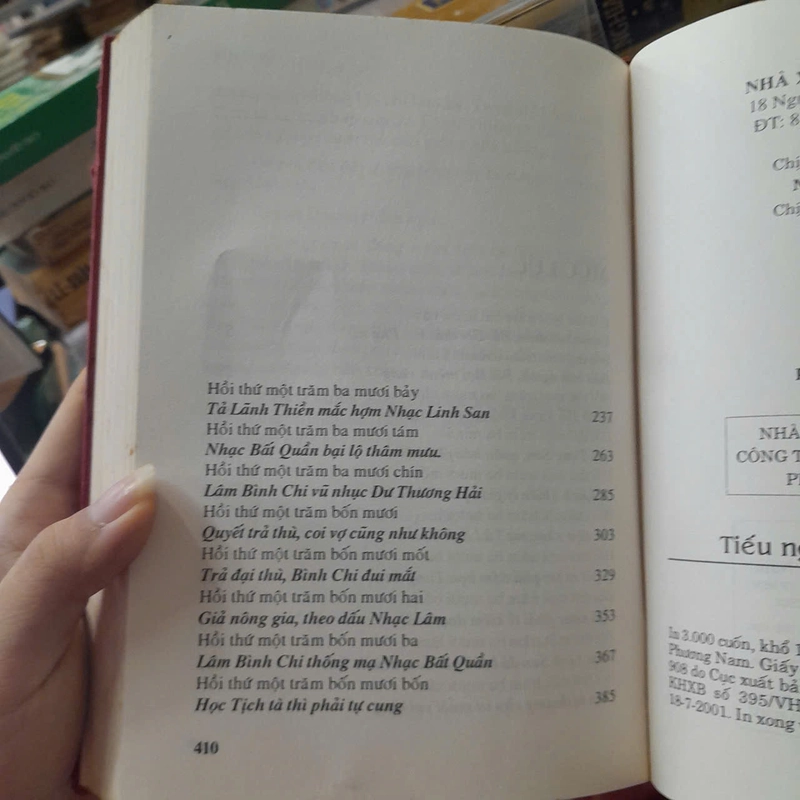 Hồi thứ một trăm ba mươi bảy
Tả Lãnh Thiền mắc hợm Nhạc Linh San 237
Hồi thứ một trăm ba mươi tám
Nhạc Bất Quần bại lộ thâm mưu. 263
Hồi thứ một trăm ba mươi chín
Lâm Bình Chi vũ nhục Dư Thương Hải 285
Hồi thứ một trăm bốn mươi
Quyết trả thù, coi vợ cũng như không 303
Hồi thứ một trăm bốn mươi mốt
Trả đại thù, Bình Chi đui mắt 329
Hồi thứ một trăm bốn mươi hai
Giả nông gia, theo dấu Nhạc Lâm 353
Hồi thứ một trăm bốn mươi ba
Lâm Bình Chi thống mạ Nhạc Bất Quần 367
Hồi thứ một trăm bốn mươi bốn
Học Tịch tà thì phải tự cung 385
410
NHÀ
18
ĐT: 8
NHÀ
CÔNG
Tiếu
In 3.000 cuốn, khổ
Phương Nam. Giấy
908 do Cục xuất
KHXB số 395/VH
18-7-2001. In xong